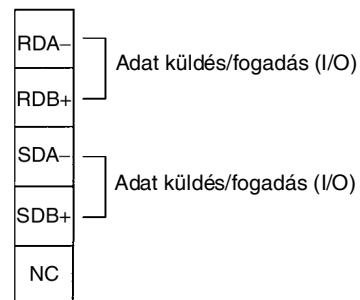 RDA−
Adat küldés/fogadás (I/O)
RDB+
SDA−
Adat küldés/fogadás (I/O)
SDB+
NC